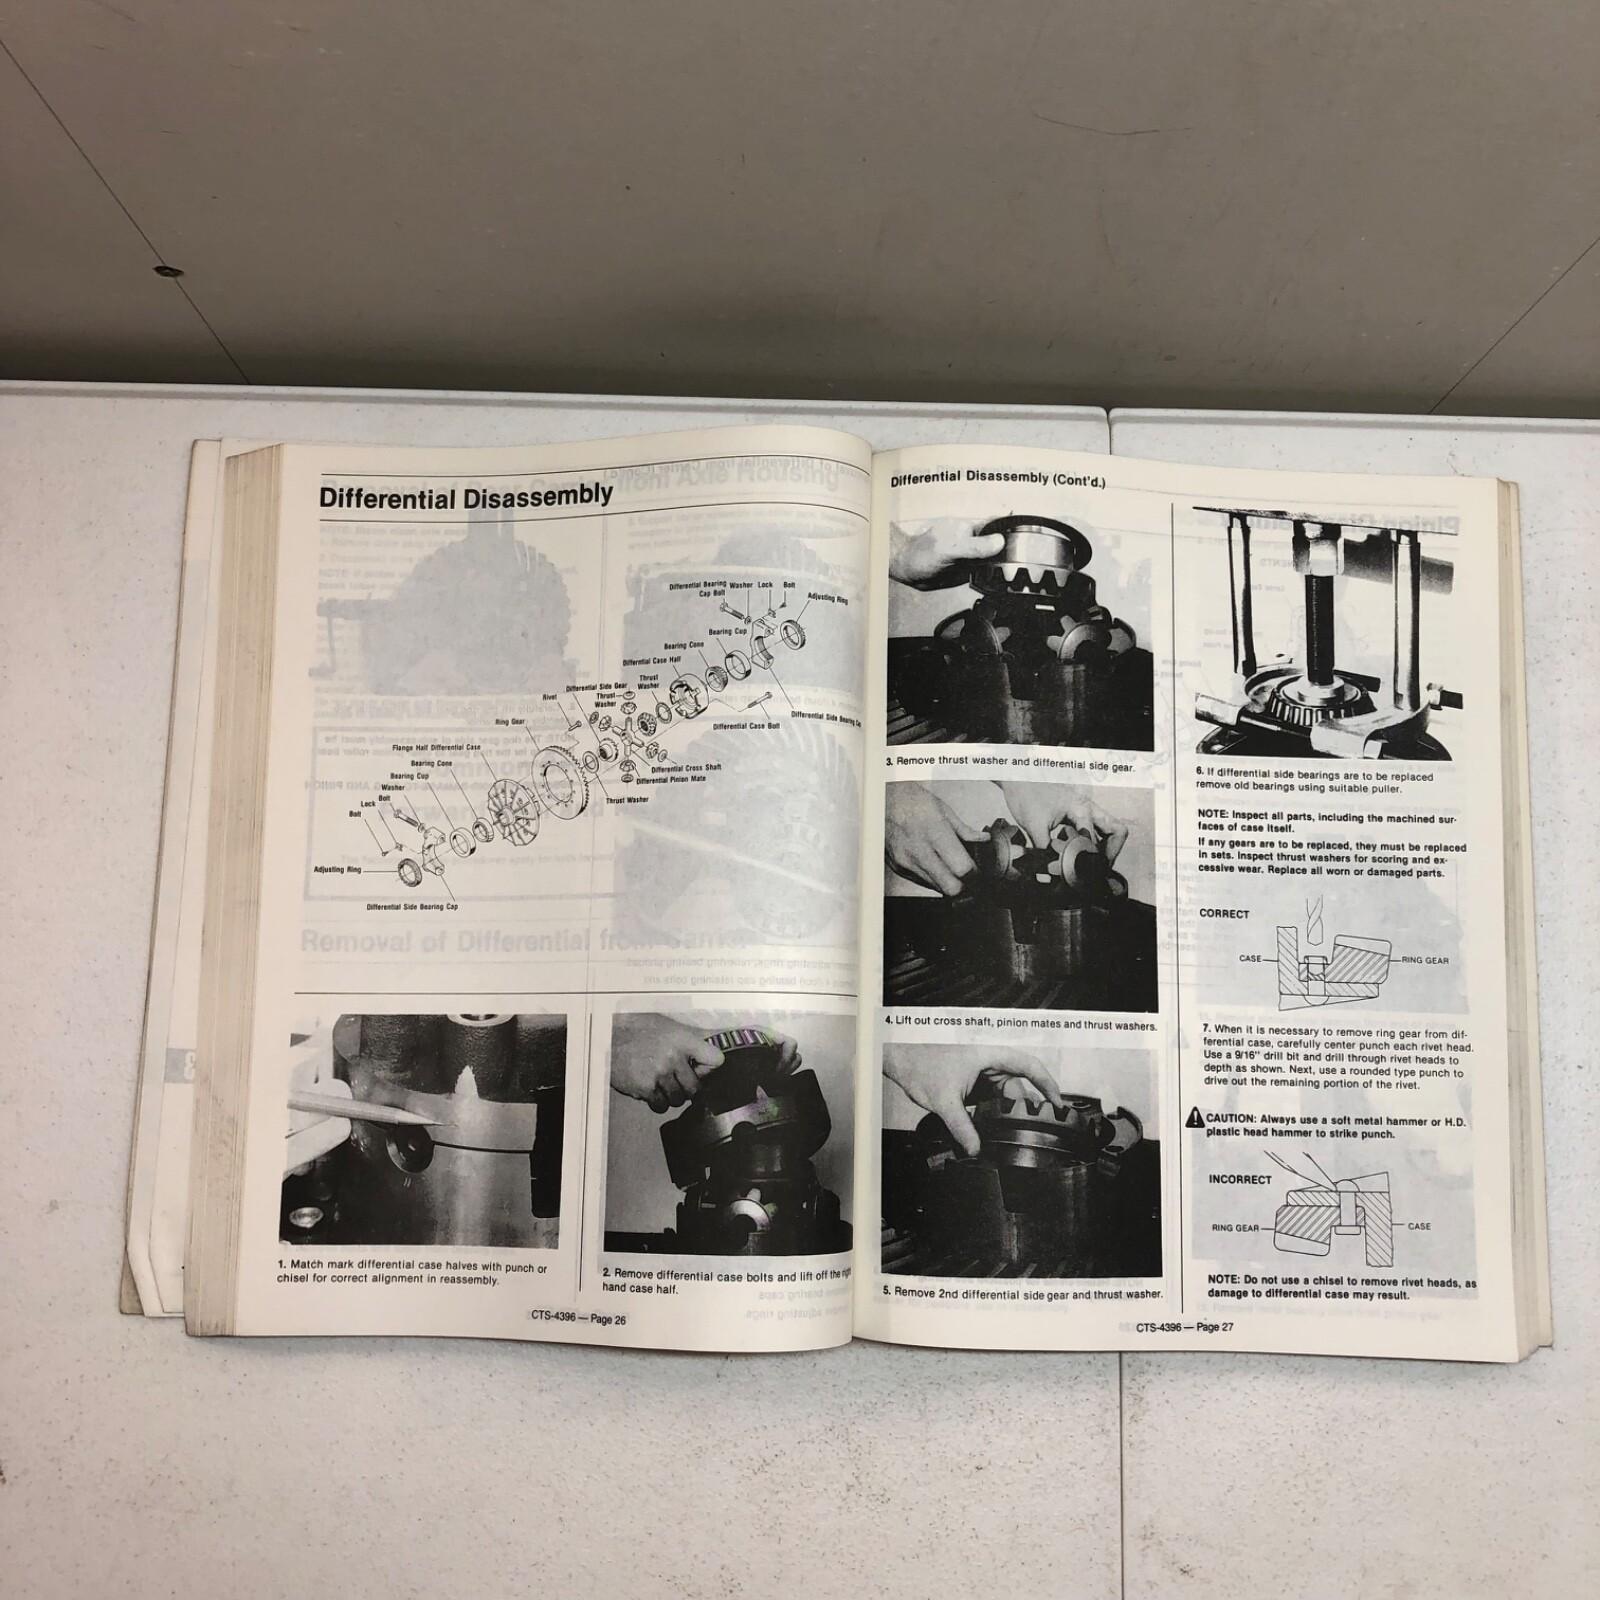 Differential Disassembly
Differential Bearing
Cap Bolt
Washer
Lock
Bolt
Adjusting Ring
Bearing Cup
Bearing Cone
Differential Case Half
Thrust
Washer
Differential Side Gear
Thrust
Washer
Rivet
Ring Gear
Differential Side Bearing
Differential Case Bolt
Flange Half Differential Case
Bearing Cone
Bearing Cup
Washer
Bolt
Lock
Bolt
Differential Cross Shaft
Differential Pinion Mate
Thrust Washer
Adjusting Ring
Differential Side Bearing Cap
Removal of Differential from
1. Match mark differential case halves with punch or
chisel for correct alignment in reassembly.
2. Remove differential case bolts and lift off the right
hand case half.
CTS-4396 — Page 26
Differential Disassembly (Cont'd.)
3. Remove thrust washer and differential side gear.
4. Lift out cross shaft, pinion mates and thrust washers.
5. Remove 2nd differential side gear and thrust washer.
6. If differential side bearings are to be replaced
remove old bearings using suitable puller.
NOTE: Inspect all parts, including the machined sur-
faces of case itself.
If any gears are to be replaced, they must be replaced
in sets. Inspect thrust washers for scoring and ex-
cessive wear. Replace all worn or damaged parts.
CORRECT
CASE
RING GEAR
7. When it is necessary to remove ring gear from dif-
ferential case, carefully center punch each rivet head.
Use a 9/16" drill bit and drill through rivet heads to
depth as shown. Next, use a rounded type punch to
drive out the remaining portion of the rivet.
CAUTION: Always use a soft metal hammer or H.D.
plastic head hammer to strike punch.
INCORRECT
RING GEAR
CASE
NOTE: Do not use a chisel to remove rivet heads, as
damage to differential case may result.
CTS-4396 — Page 27